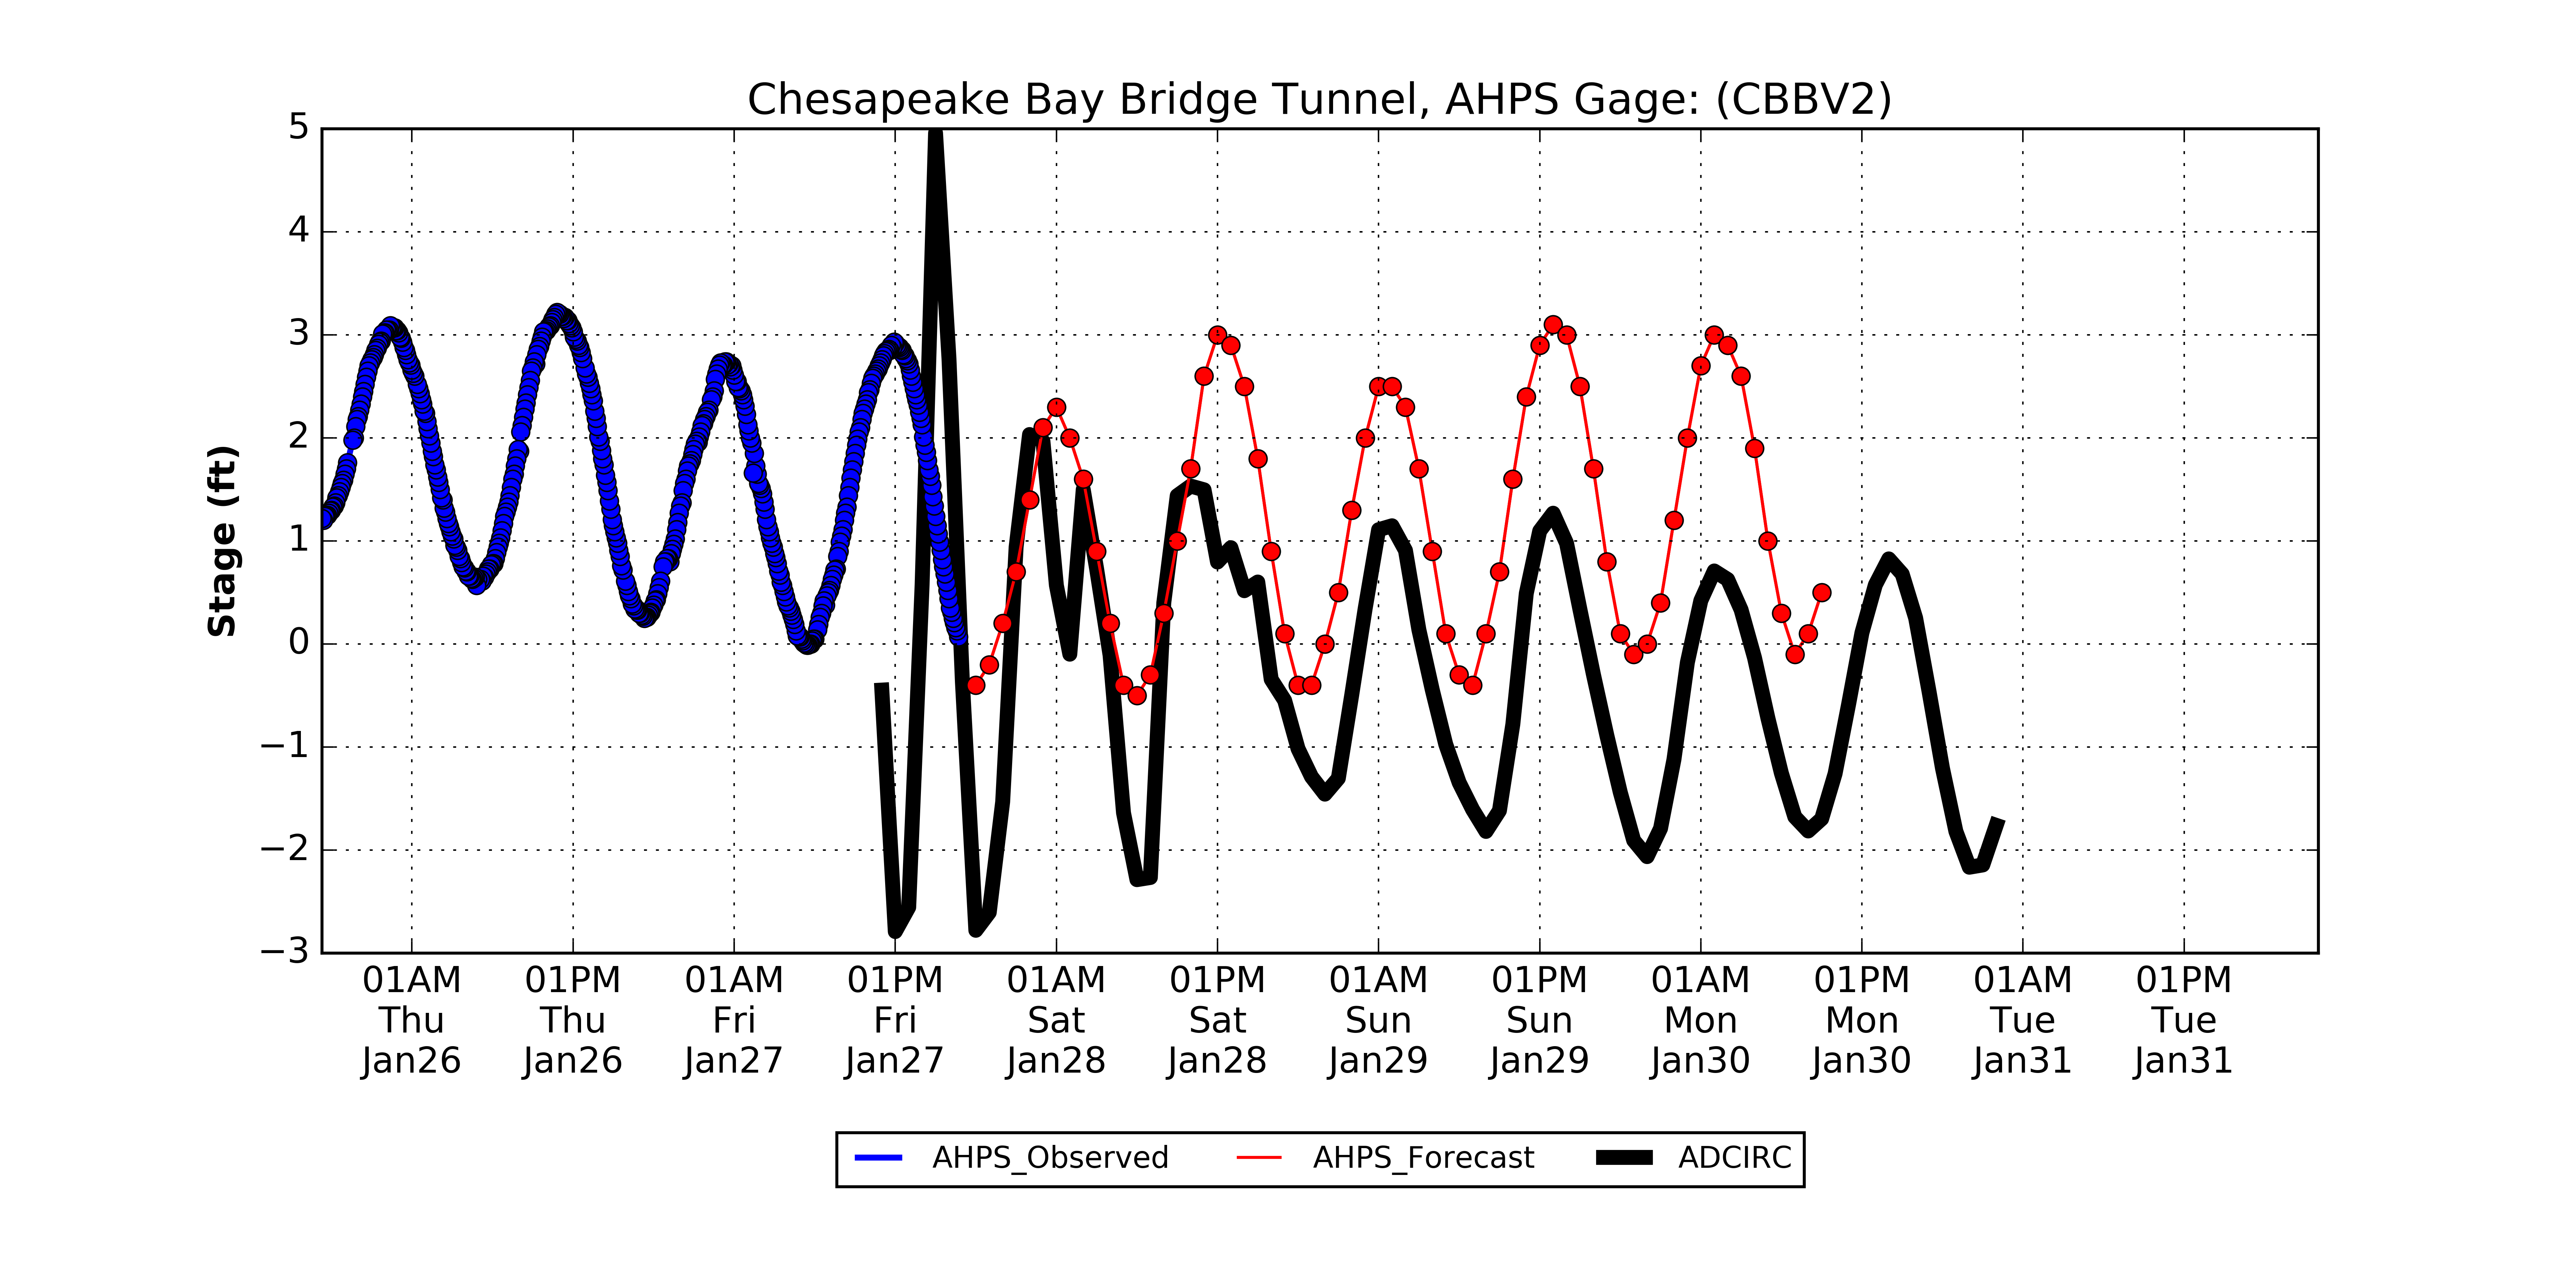 Chesapeake Bay Bridge Tunnel, AHPS Gage: (CBBV2)
Stage (ft)
5
4
3
2
1
0
−1
−2
−3
01AM 01PM 01AM 01PM 01AM 01PM 01AM 01PM 01AM 01PM 01AM 01PM
Thu Thu Fri Fri Sat Sat Sun Sun Mon Mon Tue Tue
Jan26 Jan26 Jan27 Jan27 Jan28 Jan28 Jan29 Jan29 Jan30 Jan30 Jan31 Jan31
AHPS_Observed AHPS_Forecast ADCIRC